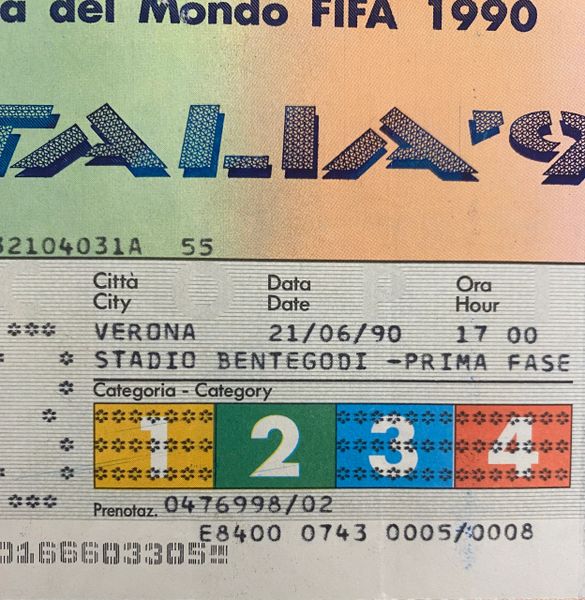 a del Mondo FIFA 1990
TALIA'9
32104031A 55
Città Data Ora
City Date Hour
*** VERONA 21/06/90 17 00
* STADIO BENTEGODI -PRIMA FASE
*
Categoria - Category
*
1 2 3 4
*
*
*** Prenotaz. 0476998/02
E8400 0743 0005/0008
0166603305